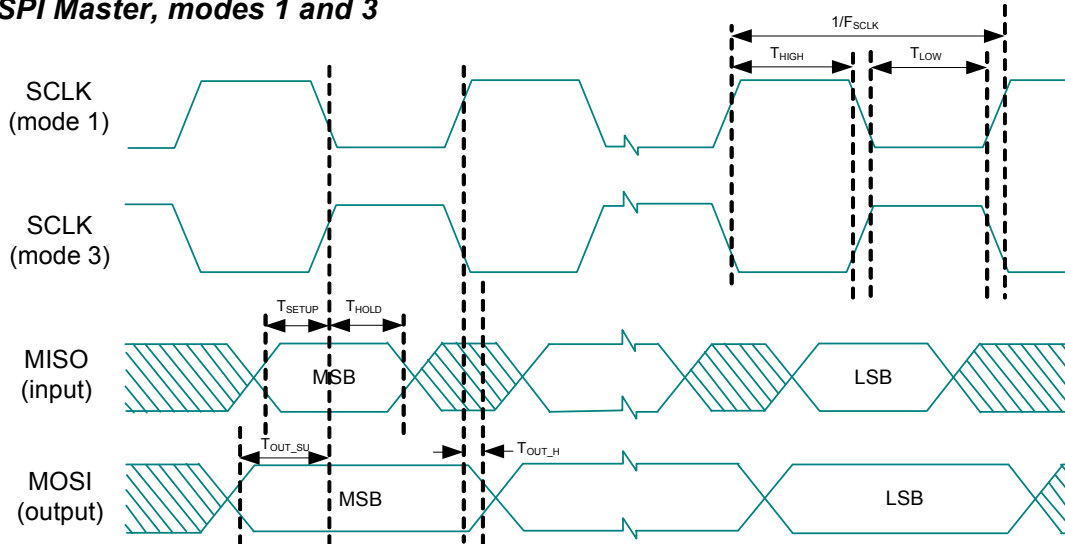 SPI Master, modes 1 and 3
1/FSCLK
THIGH
TLOW
SCLK
(mode 1)
SCLK
(mode 3)
TSETUP
THOLD
MISO
(input)
MSB
LSB
TOUT_SU
TOUT_H
MOSI
(output)
MSB
LSB